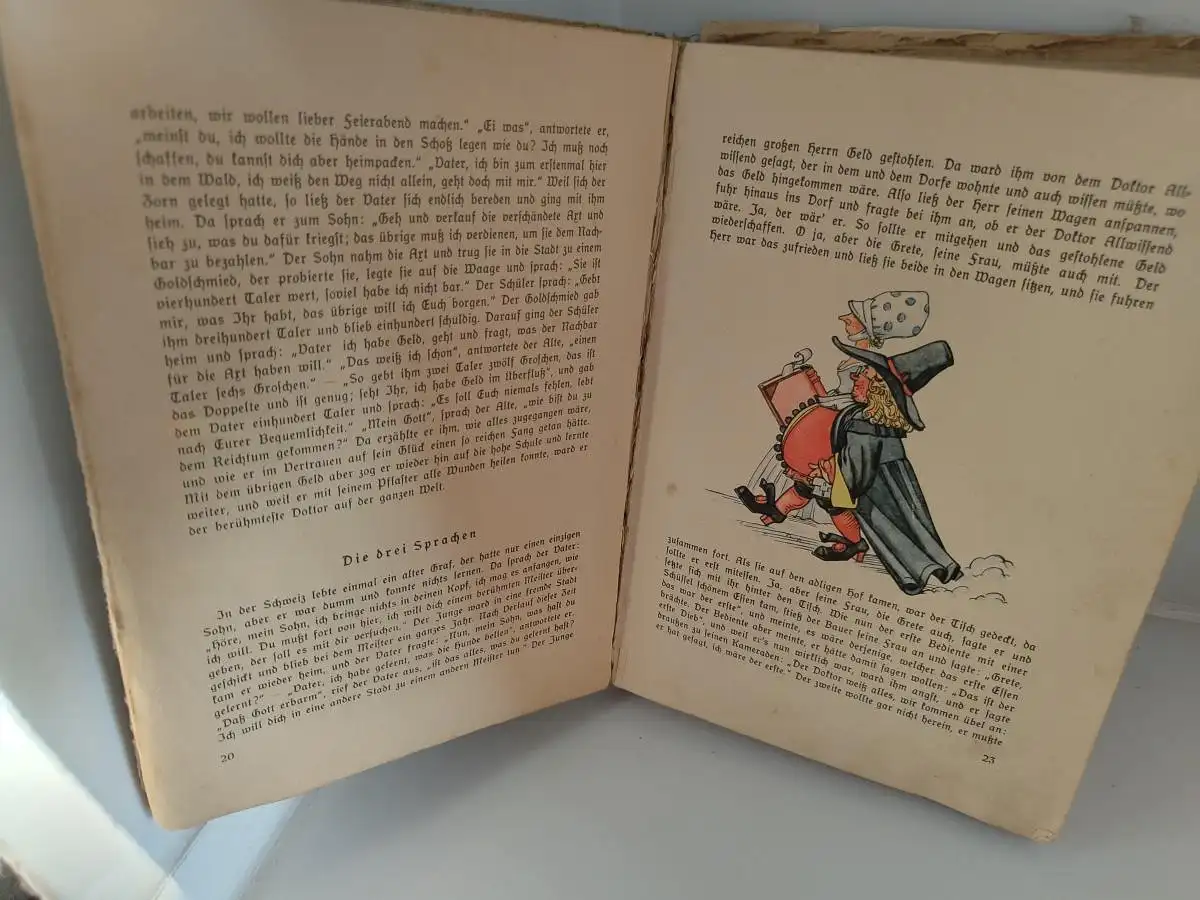 arbeiten, wir wollen lieber Feierabend machen.“ „Ei was“, antwortete er,
„meinst du, ich wollte die Hände in den Schoß legen wie du? Ich muß noch
schaffen, du kannst dich aber heimpacken.“ „Vater, ich bin zum erstenmal hier
in dem Wald, ich weiß den Weg nicht allein, geht doch mit mir.“ Weil sich der
Zorn gelegt hatte, so ließ der Vater sich endlich bereden und ging mit ihm
heim. Da sprach er zum Sohn: „Geh und verkauf die verschändete Axt und
sieh zu, was du dafür kriegst; das übrige muß ich verdienen, um sie dem Nach-
bar zu bezahlen.“ Der Sohn nahm die Axt und trug sie in die Stadt zu einem
Goldschmied, der probierte sie, legte sie auf die Waage und sprach: „Sie ist
vierhundert Taler wert, soviel habe ich nicht bar.“ Der Schüler sprach: „Gebt
mir, was Ihr habt, das übrige will ich Euch borgen.“ Der Goldschmied gab
ihm dreihundert Taler und blieb einhundert schuldig. Darauf ging der Schüler
heim und sprach: „Vater ich habe Geld, geht und fragt, was der Nachbar
für die Axt haben will.“ „Das weiß ich schon“, antwortete der Alte, „einen
Taler sechs Groschen.“ — „So gebt ihm zwei Taler zwölf Groschen, das ist
das Doppelte und ist genug; seht Ihr, ich habe Geld im Überfluß“, und gab
dem Vater einhundert Taler und sprach: „Es soll Euch niemals fehlen, lebt
nach Eurer Bequemlichkeit.“ „Mein Gott“, sprach der Alte, „wie bist du zu
dem Reichtum gekommen?“ Da erzählte er ihm, wie alles zugegangen wäre,
und wie er im Vertrauen auf sein Glück einen so reichen Fang getan hätte.
Mit dem übrigen Geld aber zog er wieder hin auf die hohe Schule und lernte
weiter, und weil er mit seinem Pflaster alle Wunden heilen konnte, ward er
der berühmteste Doktor auf der ganzen Welt.
Die drei Sprachen
In der Schweiz lebte einmal ein alter Graf, der hatte nur einen einzigen
Sohn, aber er war dumm und konnte nichts lernen. Da sprach der Vater:
„Höre, mein Sohn, ich bringe nichts in deinen Kopf, ich mag es anfangen, wie
ich will. Du mußt fort von hier, ich will dich einem berühmten Meister über-
geben, der soll es mit dir versuchen.“ Der Junge ward in eine fremde Stadt
geschickt und blieb bei dem Meister ein ganzes Jahr. Nach Verlauf dieser Zeit
kam er wieder heim, und der Vater fragte: „Nun, mein Sohn, was hast du
gelernt?“ — „Vater, ich habe gelernt, was die Hunde bellen“, antwortete er.
„Daß Gott erbarm“, rief der Vater aus, „ist das alles, was du gelernt hast?
Ich will dich in eine andere Stadt zu einem andern Meister tun.“ Der Junge
20
reichen großen Herrn Geld gestohlen. Da ward ihm von dem Doktor All-
wissend gesagt, der in dem und dem Dorfe wohnte und auch wissen müßte, wo
das Geld hingekommen wäre. Also ließ der Herr seinen Wagen anspannen,
fuhr hinaus ins Dorf und fragte bei ihm an, ob er der Doktor Allwissend
wäre. Ja, der wär’ er. So sollte er mitgehen und das gestohlene Geld
wiederschaffen. O ja, aber die Grete, seine Frau, müßte auch mit. Der
Herr war das zufrieden und ließ sie beide in den Wagen sitzen, und sie fuhren
zusammen fort. Als sie auf den adligen Hof kamen, war der Tisch gedeckt, da
sollte er erst mitessen. Ja, aber seine Frau, die Grete auch, sagte er und
setzte sich mit ihr hinter den Tisch. Wie nun der erste Bediente mit einer
Schüssel schönem Essen kam, stieß der Bauer seine Frau an und sagte: „Grete,
das war der erste“, und meinte, es wäre derjenige, welcher das erste Essen
brächte. Der Bediente aber meinte, er hätte damit sagen wollen: „Das ist der
erste Dieb“, und weil er’s nun wirklich war, ward ihm angst, und er sagte
draußen zu seinen Kameraden: „Der Doktor weiß alles, wir kommen übel an:
er hat gesagt, ich wäre der erste.“ Der zweite wollte gar nicht herein, er mußte
23